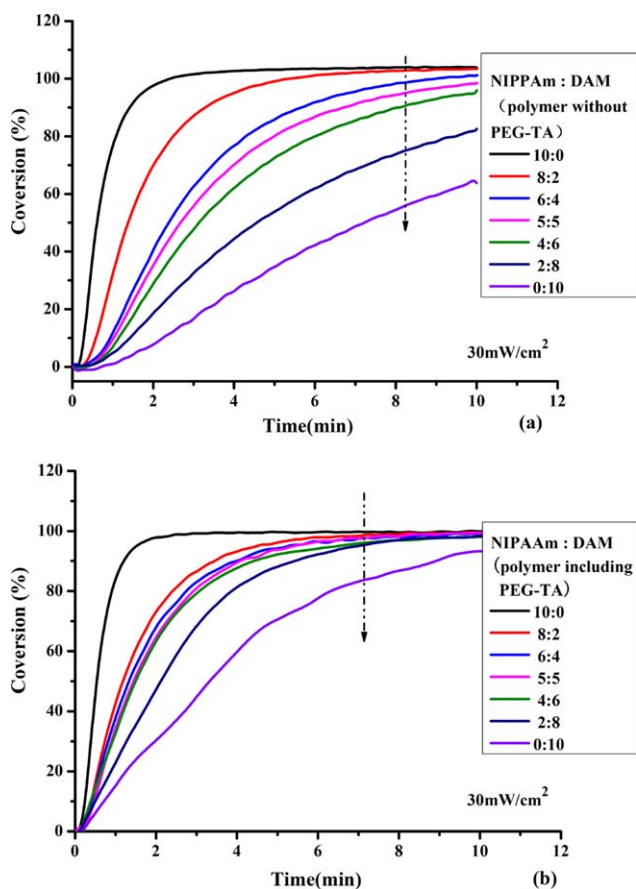 120
100
80
60
40
20
0
Coversion (%)
0 2 4 6 8 10 12
Time(min)
(a)
30mW/cm²
NIPPAm : DAM
(polymer without
PEG-TA)
10:0
8:2
6:4
5:5
4:6
2:8
0:10
120
100
80
60
40
20
0
Coversion (%)
0 2 4 6 8 10 12
Time(min)
(b)
30mW/cm²
NIPAAm : DAM
(polymer including
PEG-TA)
10:0
8:2
6:4
5:5
4:6
2:8
0:10